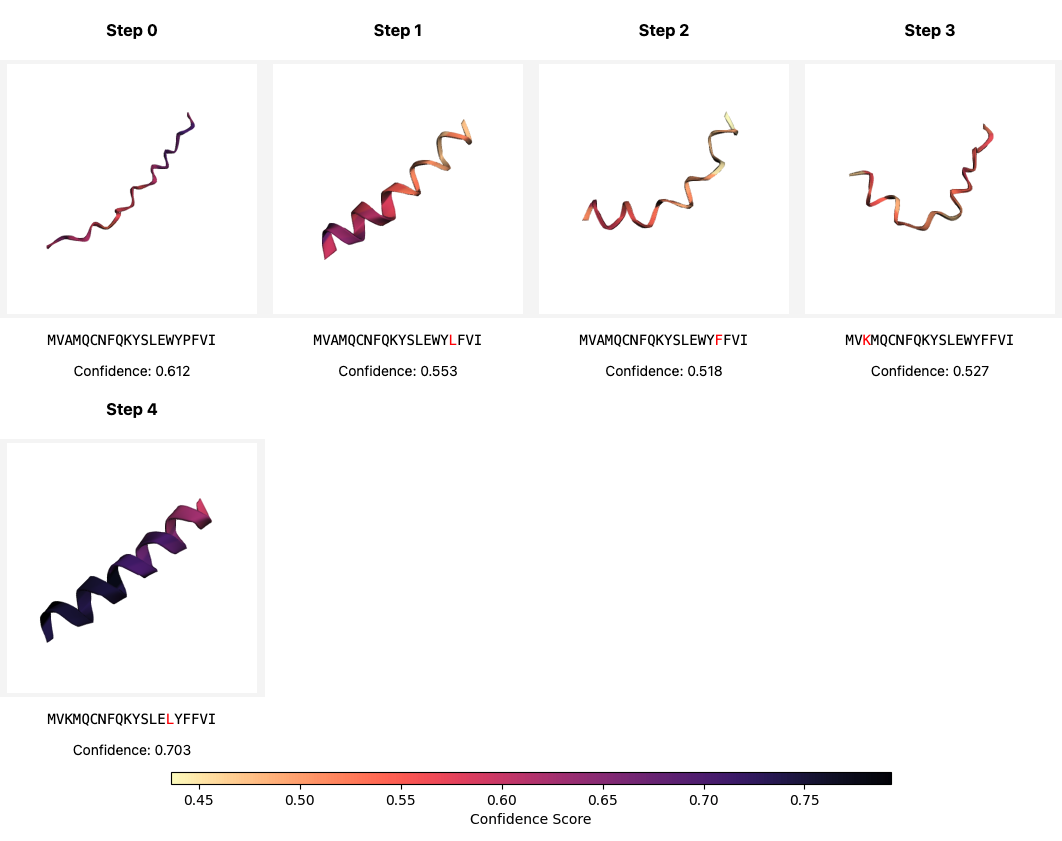 Step 0
Step 1
Step 2
Step 3
MVAMQCNFQKYSLEWYPFVI
MVAMQCNFQKYSLEWYLFVI
MVAMQCNFQKYSLEWYFFVI
MVKMQCNFQKYSLEWYFFVI
Confidence: 0.612
Confidence: 0.553
Confidence: 0.518
Confidence: 0.527
Step 4
MVKMQCNFQKYSLELYFFVI
Confidence: 0.703
0.45 0.50 0.55 0.60 0.65 0.70 0.75
Confidence Score